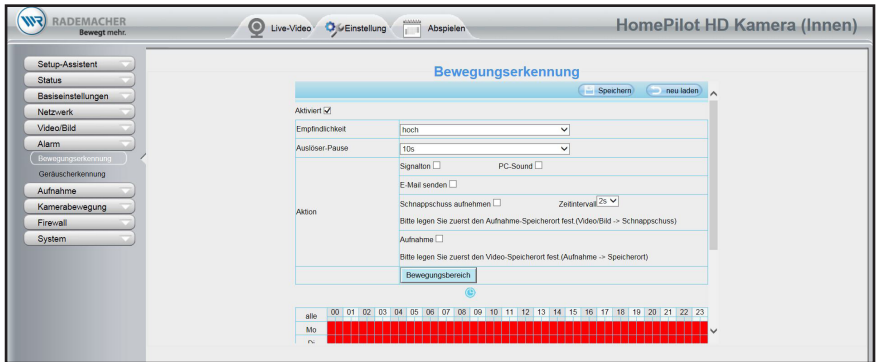 WR RADEMACHER
Bewegt mehr.
Live-Video Einstellung Abspielen
HomePilot HD Kamera (Innen)
Setup-Assistent
Status
Basiseinstellungen
Netzwerk
Video/Bild
Alarm
Bewegungserkennung
Geräuscherkennung
Aufnahme
Kamerabewegung
Firewall
System
Bewegungserkennung
Speichern neu laden
Aktiviert
Empfindlichkeit hoch
Auslöser-Pause 10s
Aktion
Signalton PC-Sound
E-Mail senden
Schnappschuss aufnehmen Zeitintervall 2s
Bitte legen Sie zuerst den Aufnahme-Speicherort fest.(Video/Bild -> Schnappschuss)
Aufnahme
Bitte legen Sie zuerst den Video-Speicherort fest.(Aufnahme -> Speicherort)
Bewegungsbereich
alle 00 01 02 03 04 05 06 07 08 09 10 11 12 13 14 15 16 17 18 19 20 21 22 23
Mo
Di